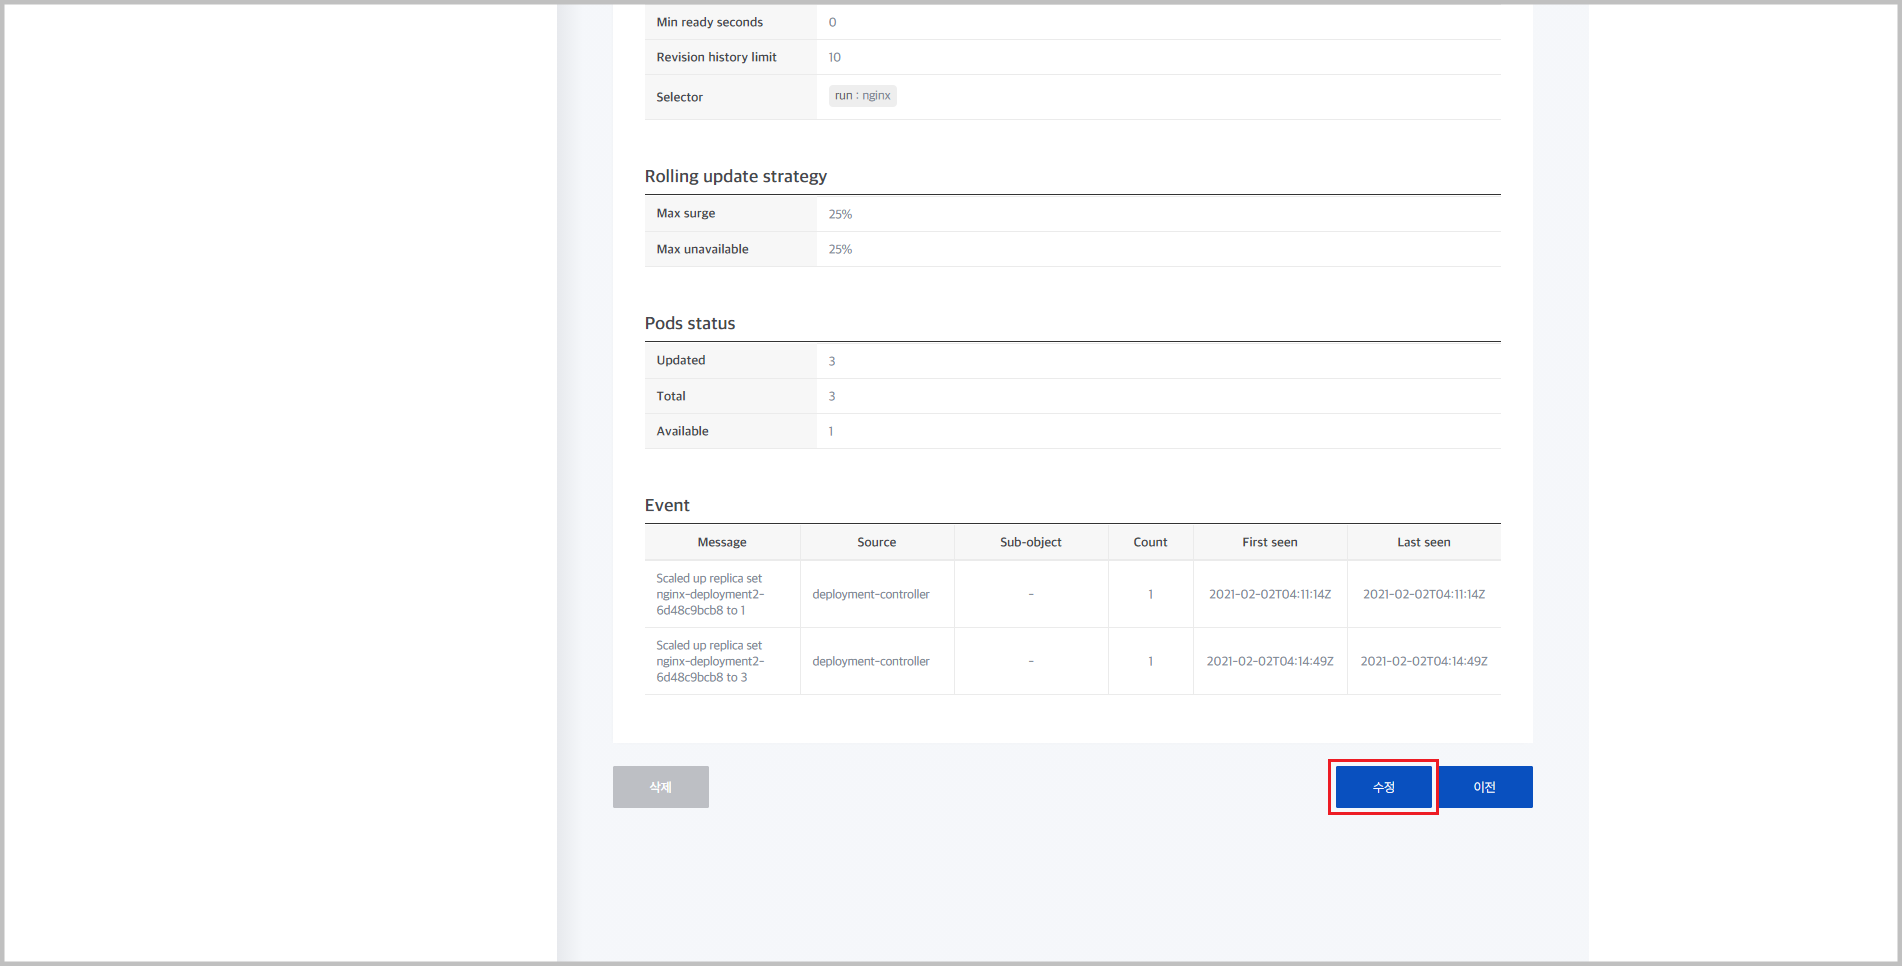 Min ready seconds 0
Revision history limit 10
Selector run : nginx
Rolling update strategy
Max surge 25%
Max unavailable 25%
Pods status
Updated 3
Total 3
Available 1
Event
Message Source Sub-object Count First seen Last seen
Scaled up replica set
nginx-deployment2- deployment-controller - 1 2021-02-02T04:11:14Z 2021-02-02T04:11:14Z
6d48c9bcb8 to 1
Scaled up replica set
nginx-deployment2- deployment-controller - 1 2021-02-02T04:14:49Z 2021-02-02T04:14:49Z
6d48c9bcb8 to 3
삭제 수정 이전